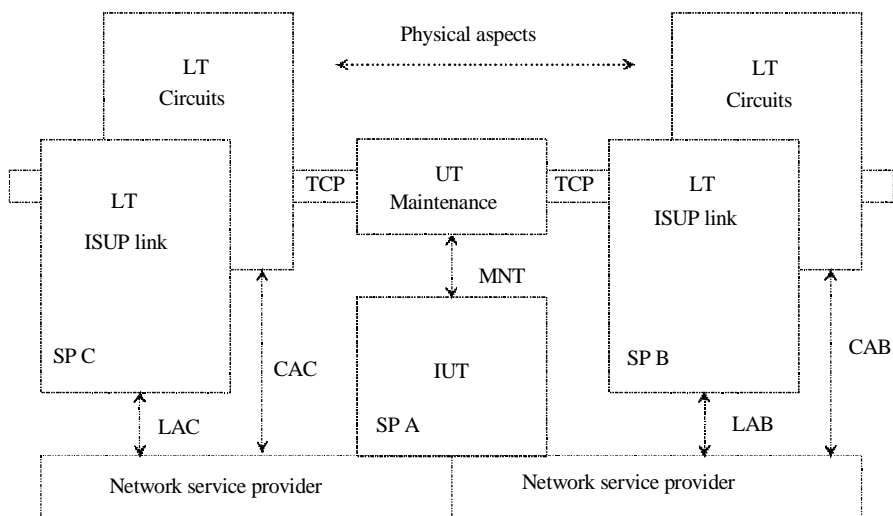 Physical aspects
LT
Circuits
LT
Circuits
TCP
UT
Maintenance
TCP
LT
ISUP link
LT
ISUP link
MNT
SP C
CAC
IUT
SP B
CAB
LAC
SP A
LAB
Network service provider
Network service provider